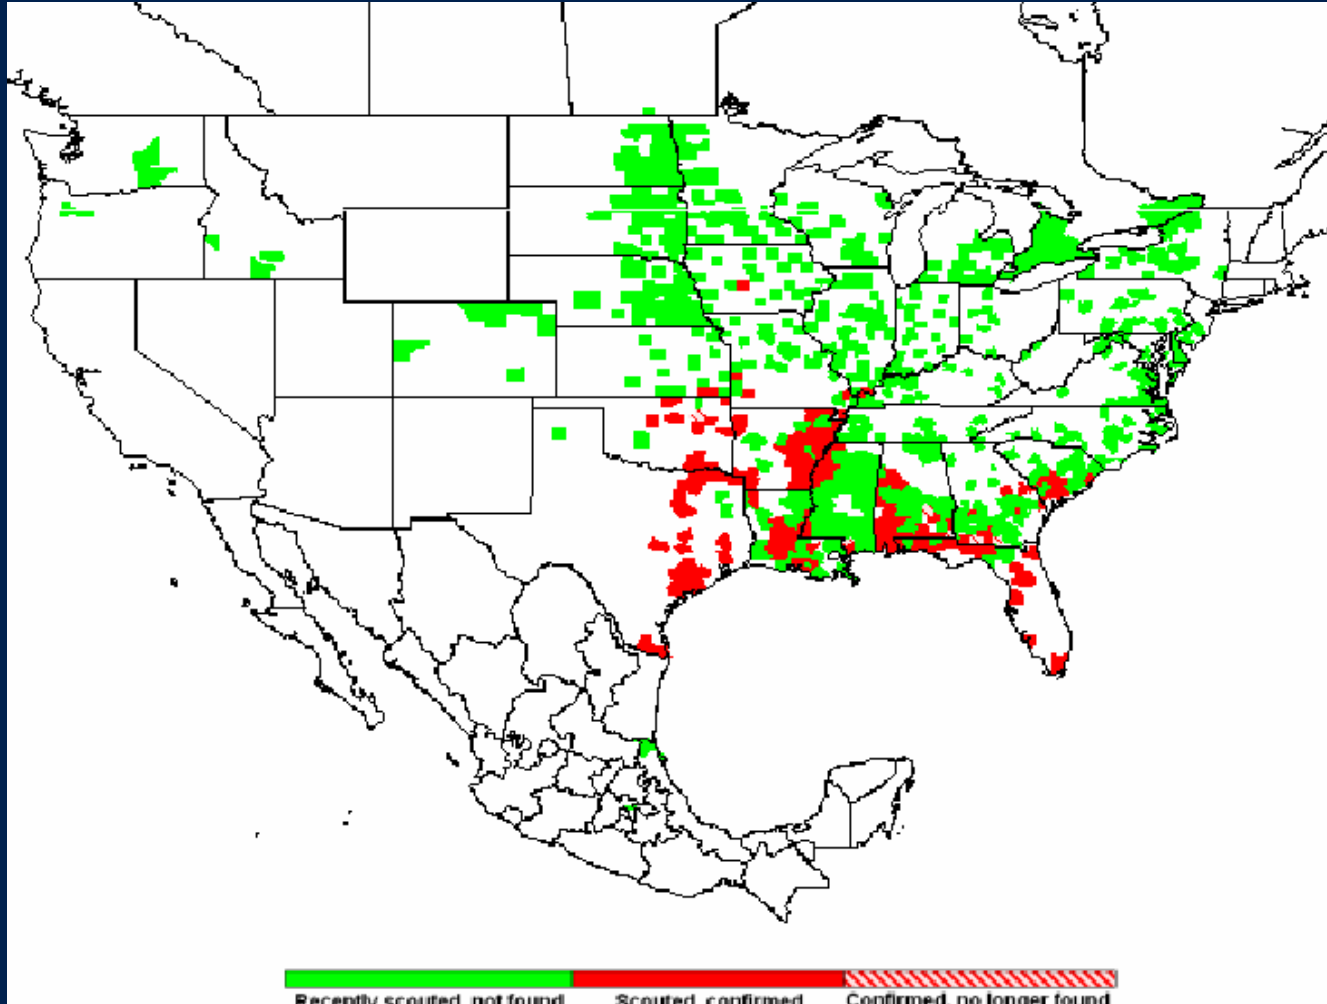 Recently scouted, not found
Scouted, confirmed
Confirmed, no longer found